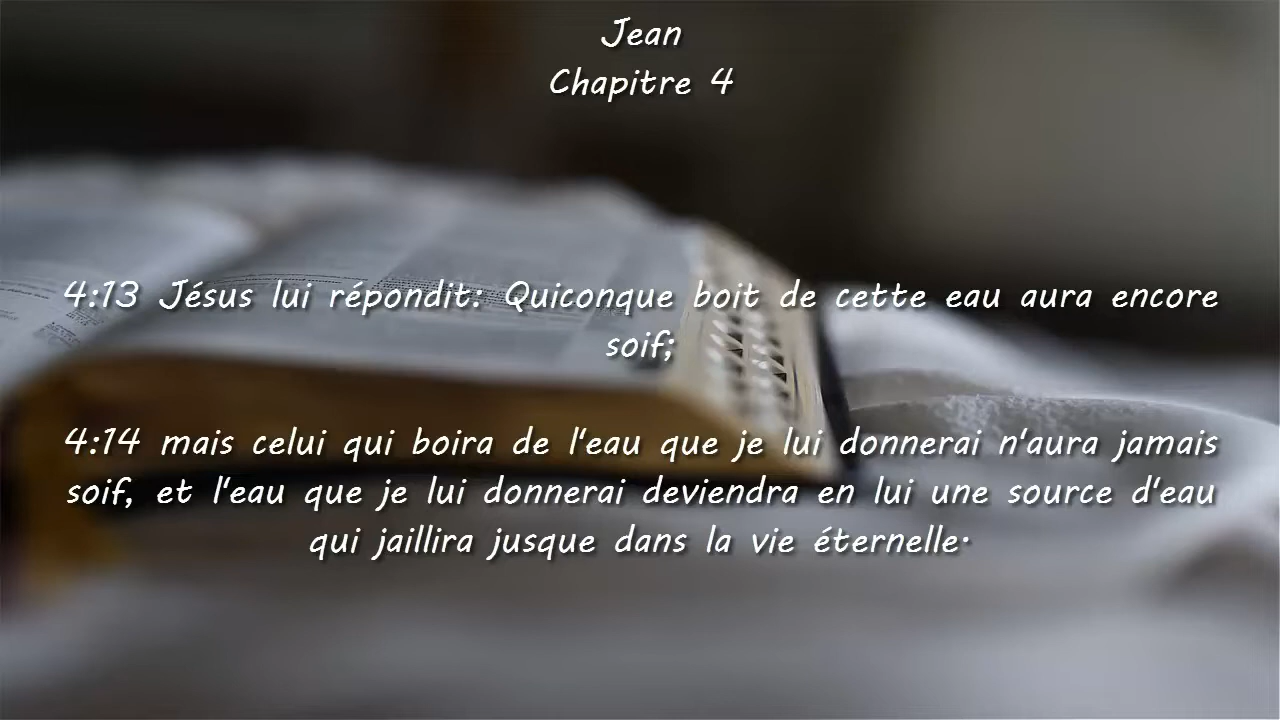 Jean
Chapitre 4
4:13 Jésus lui répondit: Quiconque boit de cette eau aura encore
soif;
4:14 mais celui qui boira de l'eau que je lui donnerai n'aura jamais
soif, et l'eau que je lui donnerai deviendra en lui une source d'eau
qui jaillira jusque dans la vie éternelle.